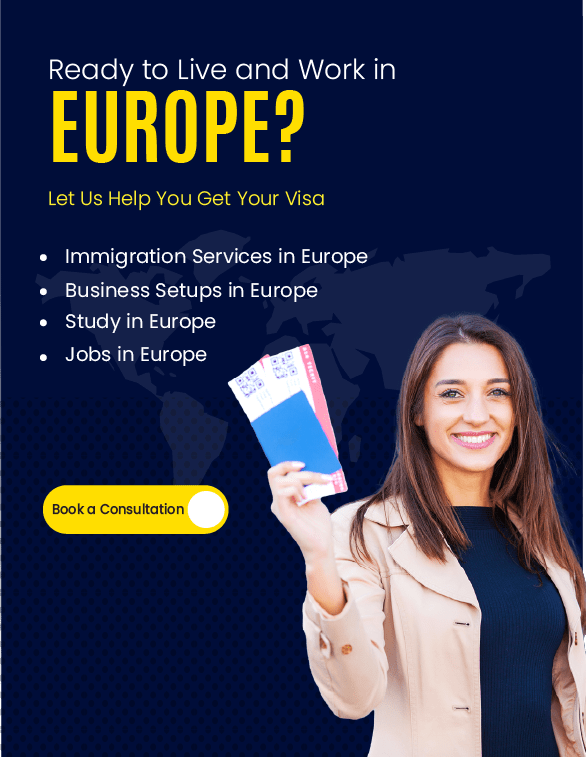 Ready to Live and Work in
EUROPE?
Let Us Help You Get Your Visa
Immigration Services in Europe
Business Setups in Europe
Study in Europe
Jobs in Europe
Book a Consultation